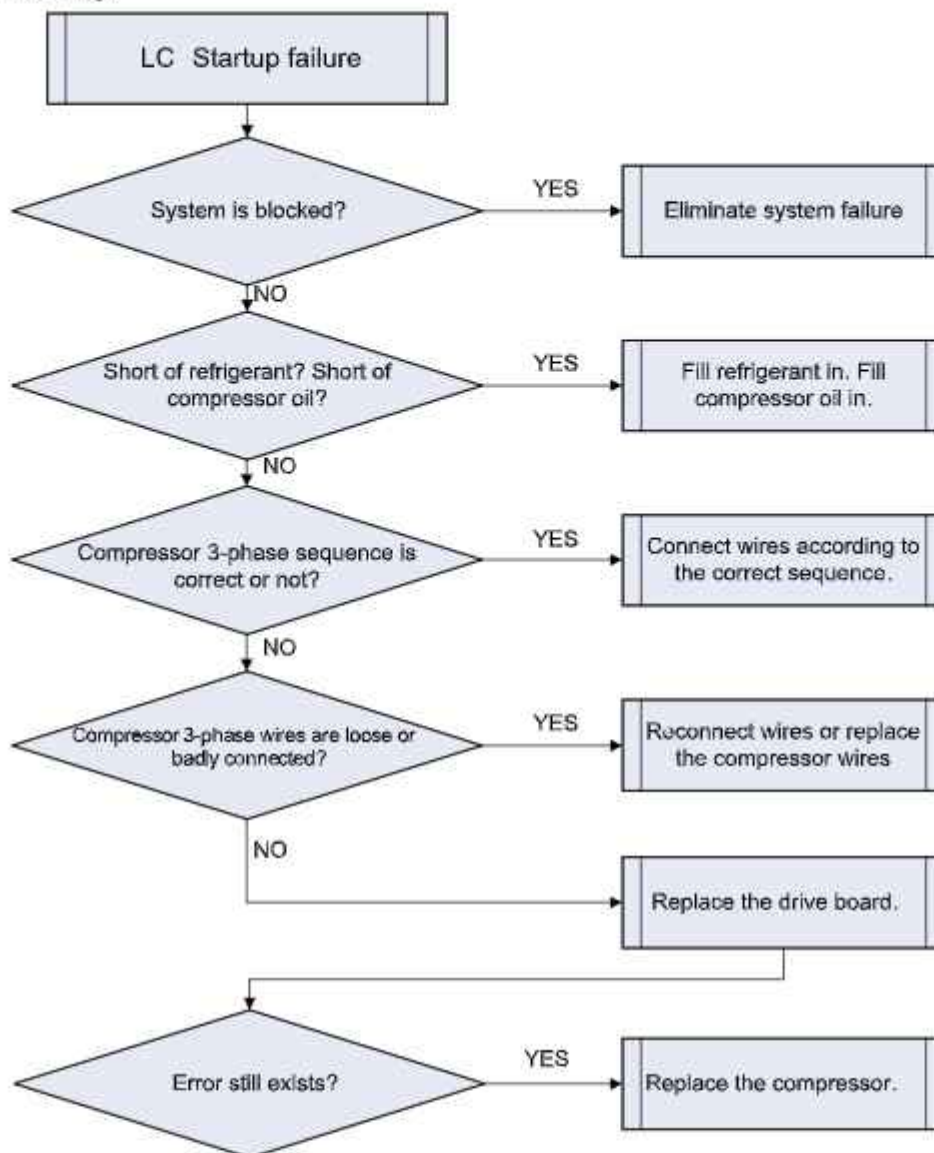 LC Startup failure
System is blocked?
YES
Eliminate system failure
NO
Short of refrigerant? Short of
compressor oil?
YES
Fill refrigerant in. Fill
compressor oil in.
NO
Compressor 3-phase sequence is
correct or not?
YES
Connect wires according to
the correct sequence.
NO
Compressor 3-phase wires are loose or
badly connected?
YES
Reconnect wires or replace
the compressor wires
NO
Replace the drive board.
Error still exists?
YES
Replace the compressor.